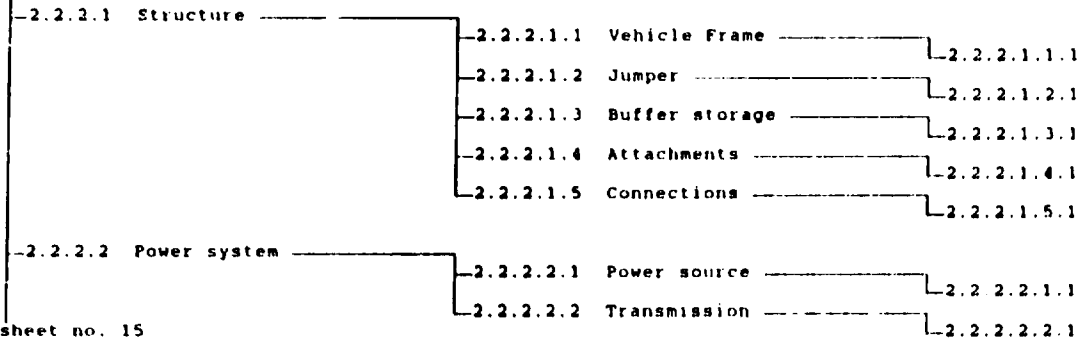 2.2.2.1 Structure
2.2.2.1.1 Vehicle Frame
2.2.2.1.1.1
2.2.2.1.2 Jumper
2.2.2.1.2.1
2.2.2.1.3 Buffer storage
2.2.2.1.3.1
2.2.2.1.4 Attachments
2.2.2.1.4.1
2.2.2.1.5 Connections
2.2.2.1.5.1
2.2.2.2 Power system
2.2.2.2.1 Power source
2.2.2.2.1.1
2.2.2.2.2 Transmission
2.2.2.2.2.1
sheet no. 15